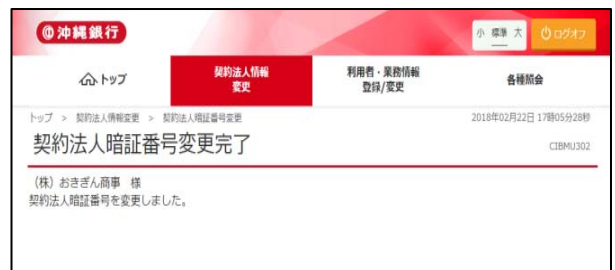 @沖縄銀行
小 標準 大
ログオフ
トップ
契約法人情報
変更
利用者・業務情報
登録/変更
各種照会
トップ > 契約法人情報変更 > 契約法人暗証番号変更
2018年02月22日 17時05分28秒
契約法人暗証番号変更完了
CIBMU302
(株)おきぎん商事 様
契約法人暗証番号を変更しました。